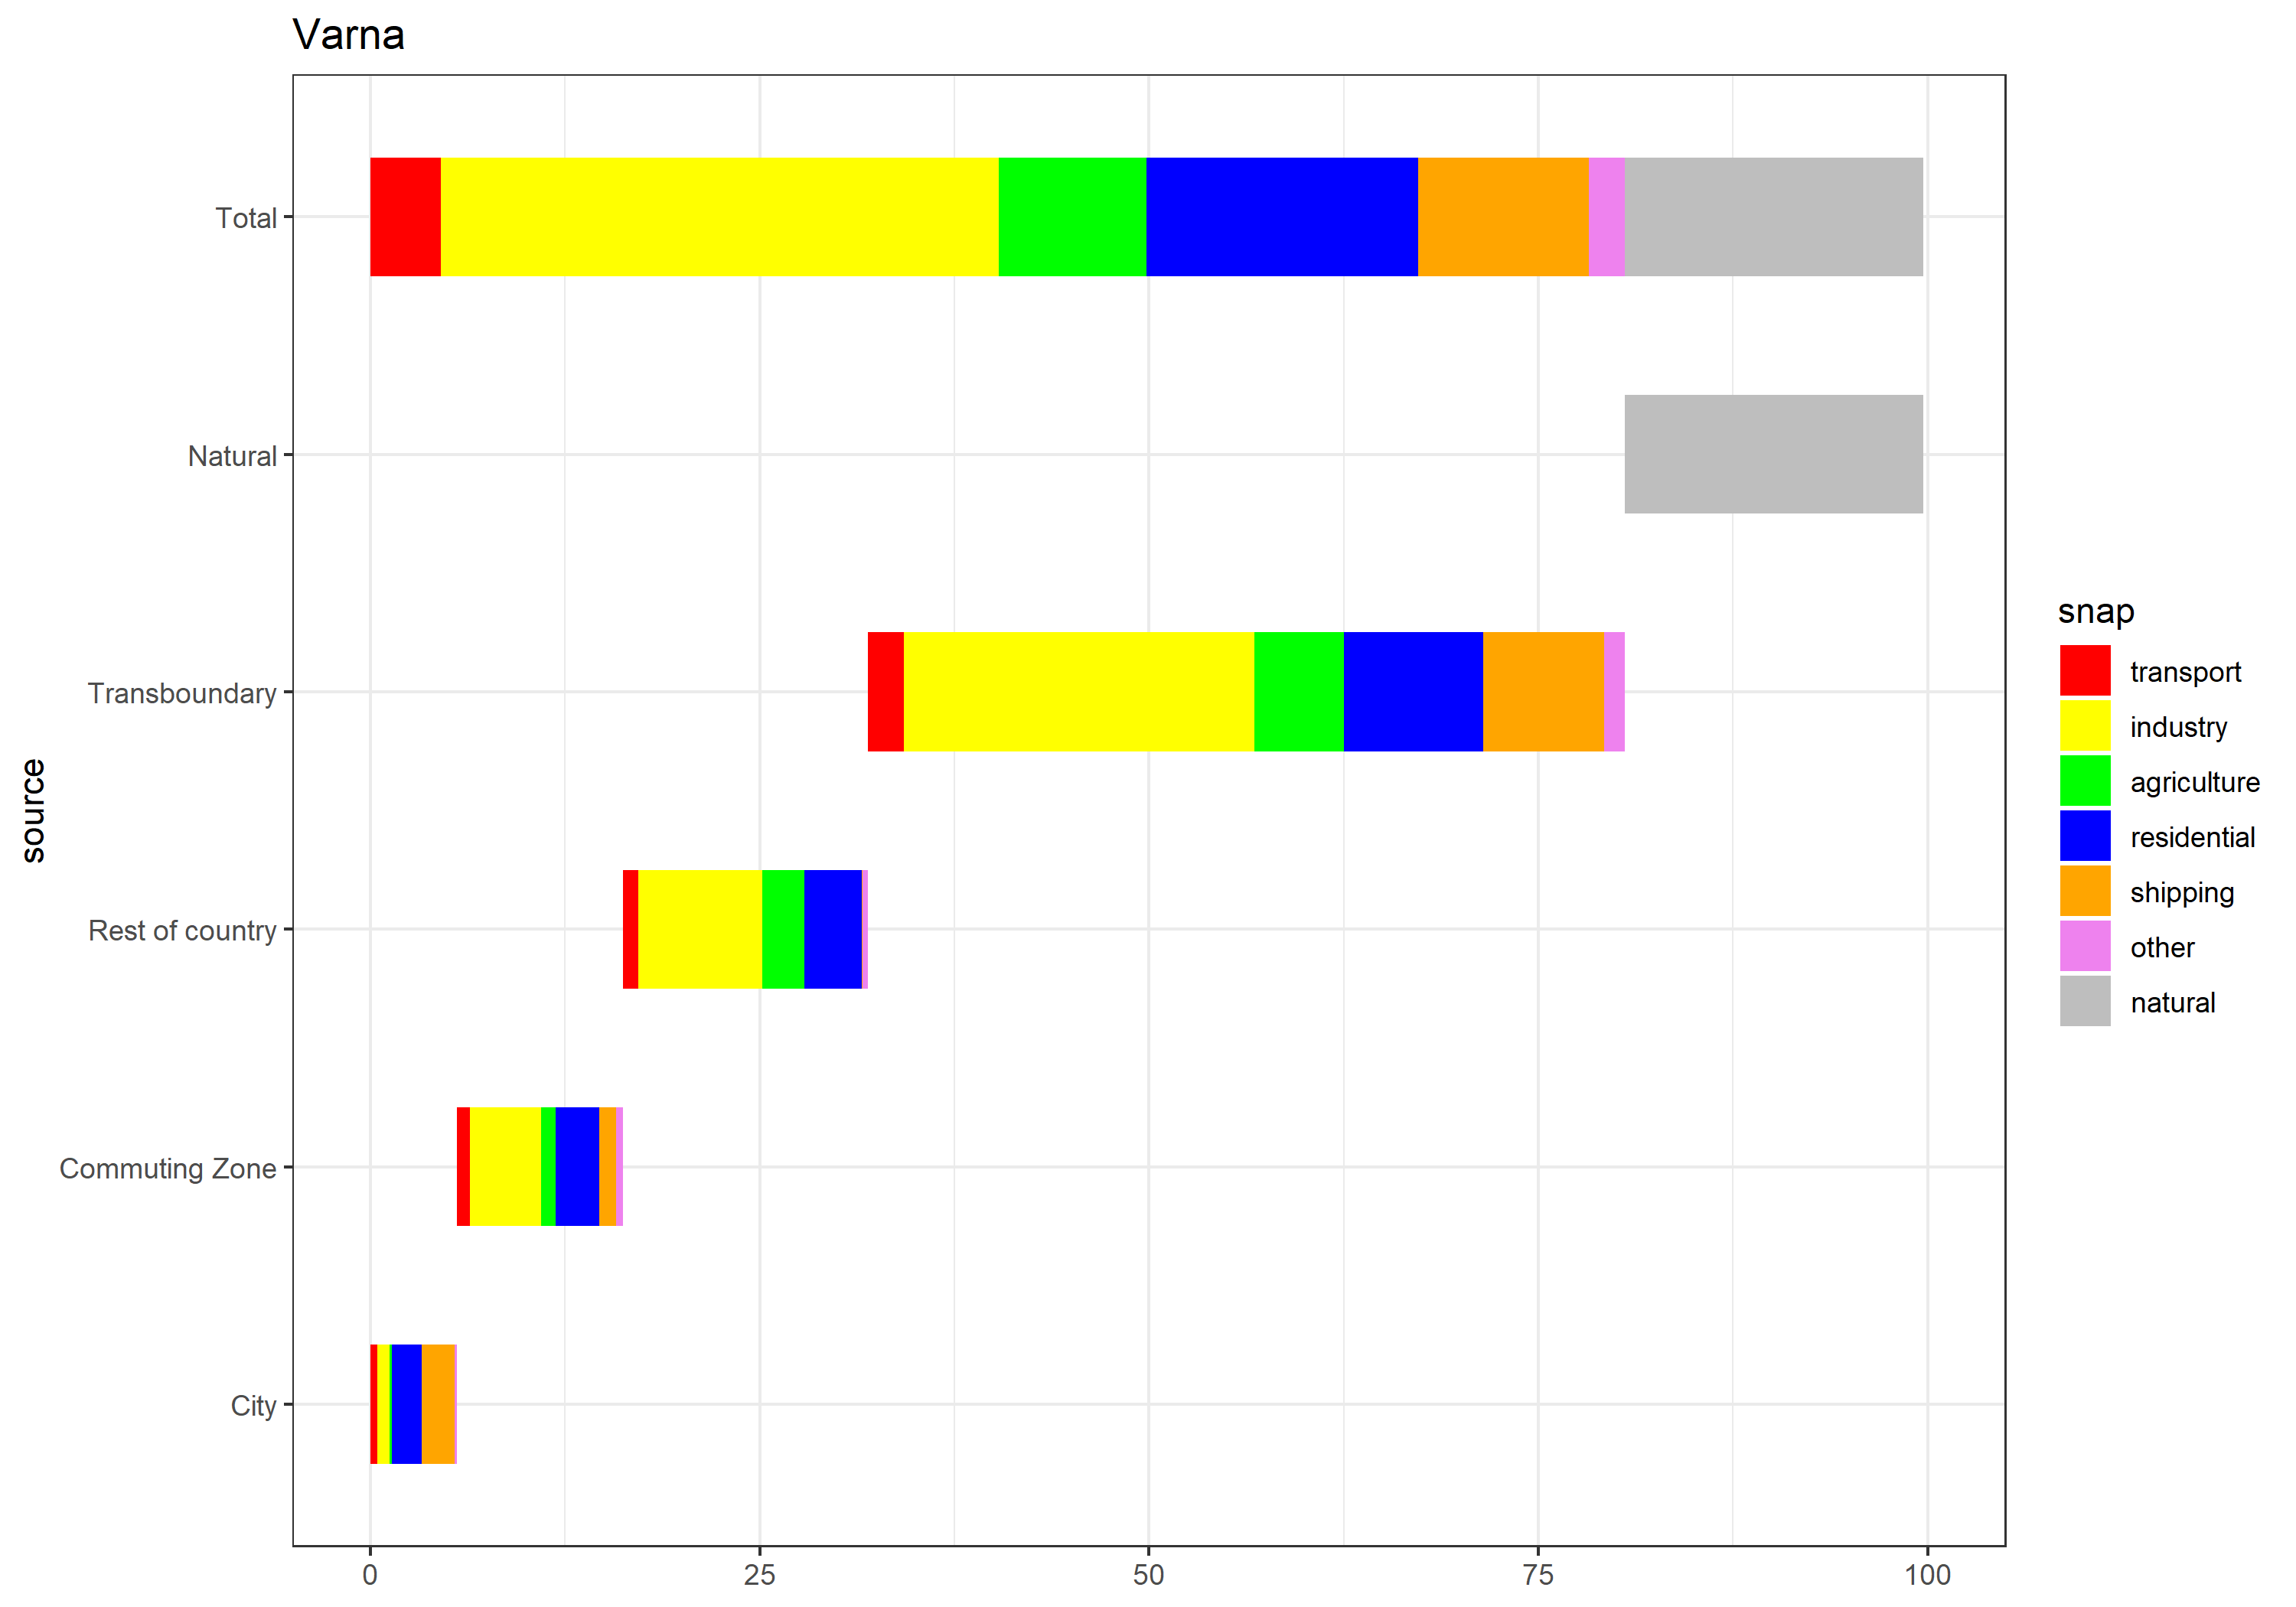 Varna
Total
Natural
Transboundary
Rest of country
Commuting Zone
City
source
0
25
50
75
100
snap
transport
industry
agriculture
residential
shipping
other
natural